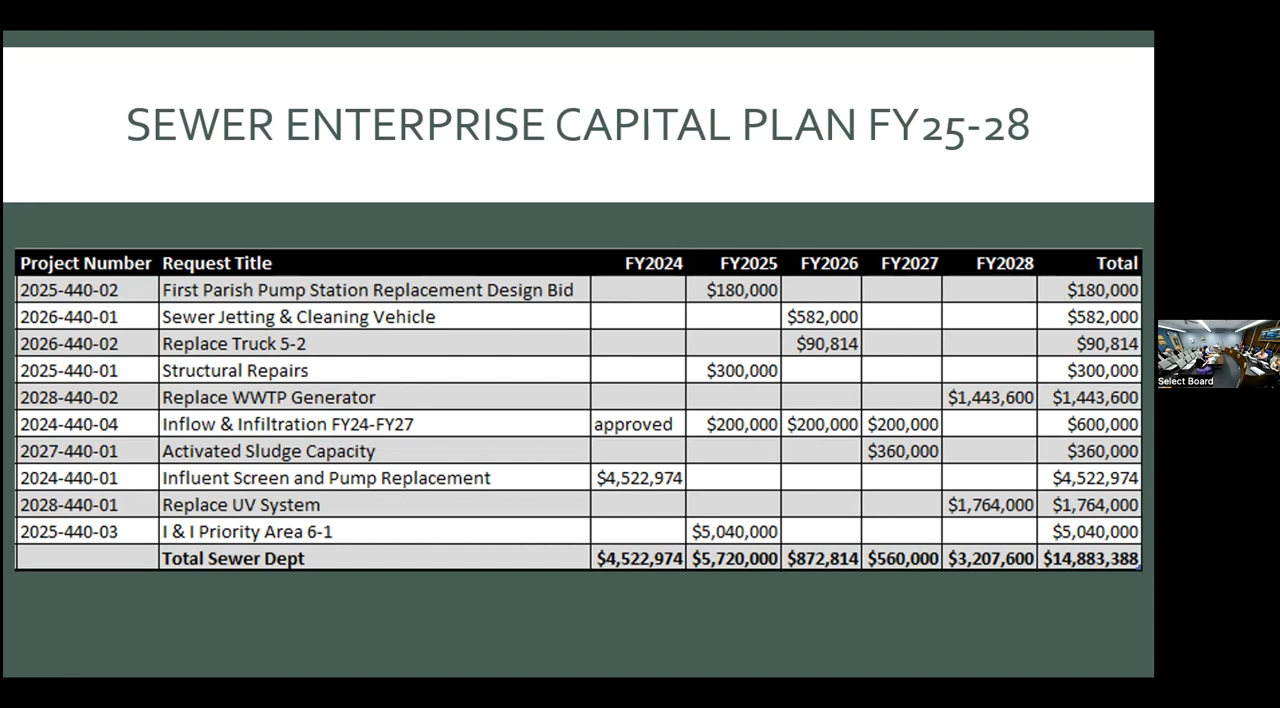 SEWER ENTERPRISE CAPITAL PLAN FY25-28
Project Number Request Title FY2024 FY2025 FY2026 FY2027 FY2028 Total
2025-440-02 First Parish Pump Station Replacement Design Bid $180,000 $180,000
2026-440-01 Sewer Jetting & Cleaning Vehicle $582,000 $582,000
2026-440-02 Replace Truck 5-2 $90,814 $90,814
2025-440-01 Structural Repairs $300,000 $300,000
2028-440-02 Replace WWTP Generator $1,443,600 $1,443,600
2024-440-04 Inflow & Infiltration FY24-FY27 approved $200,000 $200,000 $200,000 $600,000
2027-440-01 Activated Sludge Capacity $360,000 $360,000
2024-440-01 Influent Screen and Pump Replacement $4,522,974 $4,522,974
2028-440-01 Replace UV System $1,764,000 $1,764,000
2025-440-03 I & I Priority Area 6-1 $5,040,000 $5,040,000
Total Sewer Dept $4,522,974 $5,720,000 $872,814 $560,000 $3,207,600 $14,883,388
Select Board